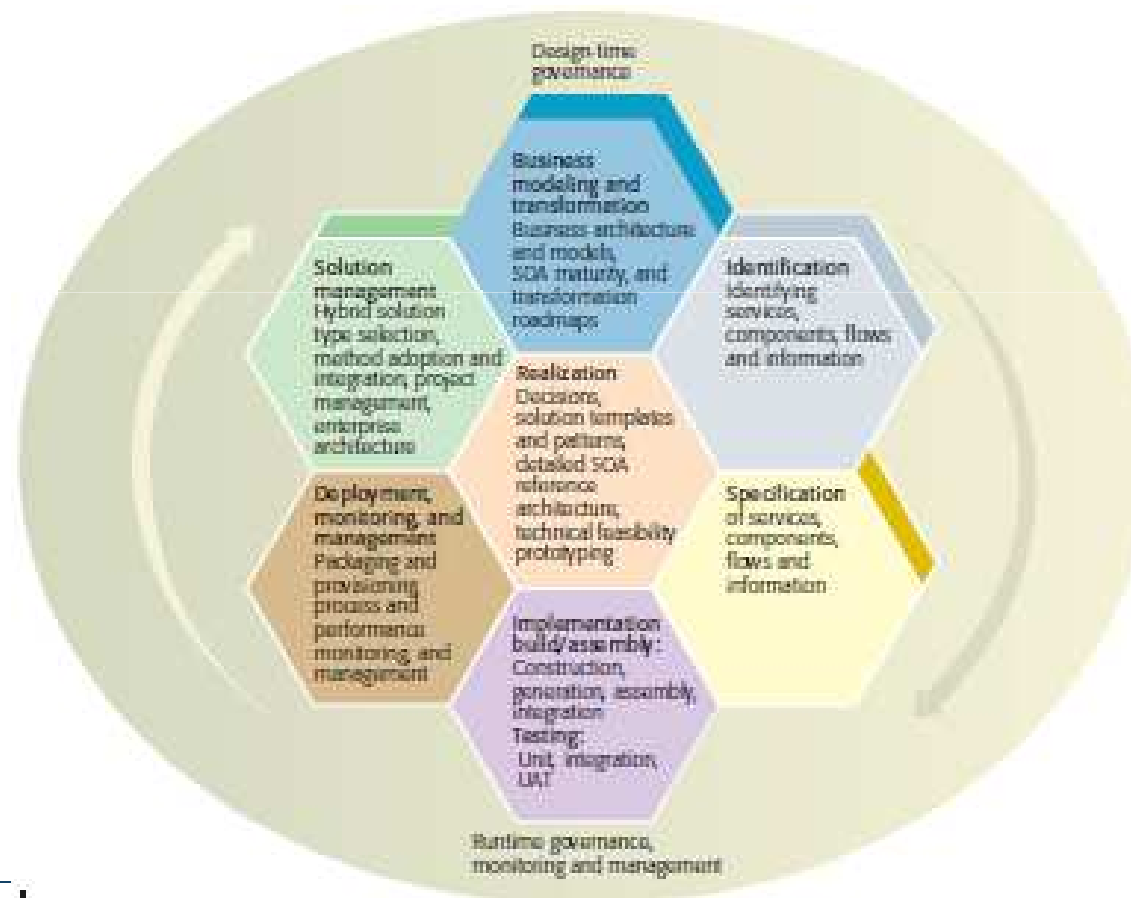 Design time
governance
Business
modeling and
transformation
Business architecture
and models,
SOA maturity, and
transformation
roadmaps
Solution
management
Hybrid solution
type selection,
method adoption and
integration, project
management,
enterprise
architecture
Identification
Identifying
services,
components, flows
and information
Realization
Decisions,
solution templates
and patterns,
detailed SOA
reference
architecture,
technical feasibility
prototyping
Deployment,
monitoring, and
management
Packaging and
provisioning
process and
performance
monitoring, and
management
Specification
of services,
components,
flows and
information
Implementation
build/assembly:
Construction,
generation, assembly,
integration
Testing:
Unit, integration,
UAT
Runtime governance,
monitoring and management